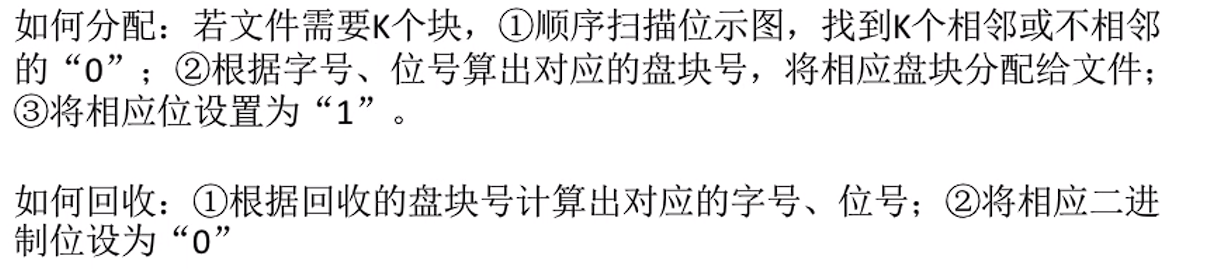 如何分配：若文件需要K个块，①顺序扫描位示图，找到K个相邻或不相邻
的“0”；②根据字号、位号算出对应的盘块号，将相应盘块分配给文件；
③将相应位设置为“1”。
如何回收：①根据回收的盘块号计算出对应的字号、位号；②将相应二进
制位设为“0”